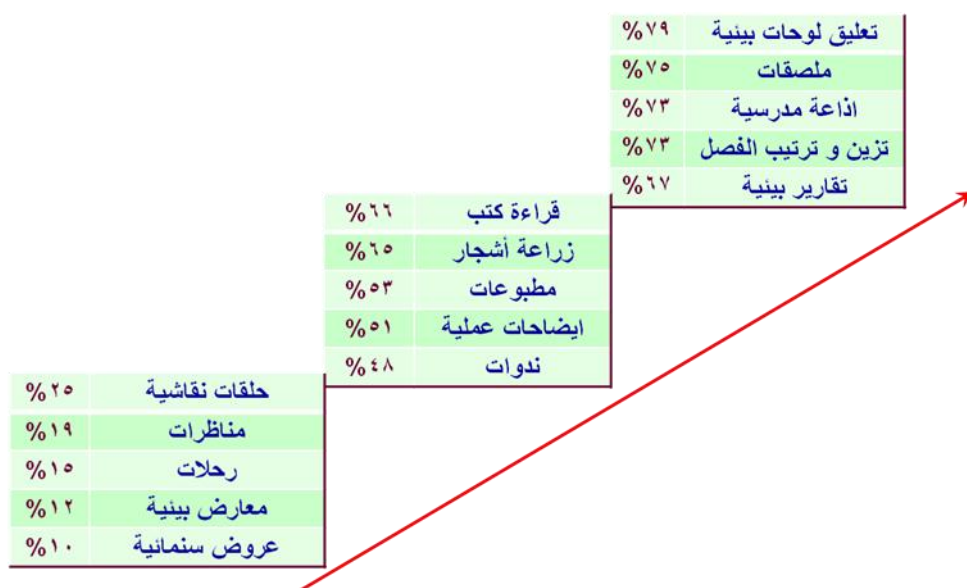 تعليق لوحات بيئية %٧٩
ملصقات %٧٥
اذاعة مدرسية %٧٣
تزين و ترتيب الفصل %٧٣
تقارير بيئية %٦٧
قراءة كتب %٦٦
زراعة أشجار %٦٥
مطبوعات %٥٣
ايضاحات عملية %٥١
ندوات %٤٨
حلقات نقاشية %٢٥
مناظرات %١٩
رحلات %١٥
معارض بيئية %١٢
عروض سنمائية %١٠